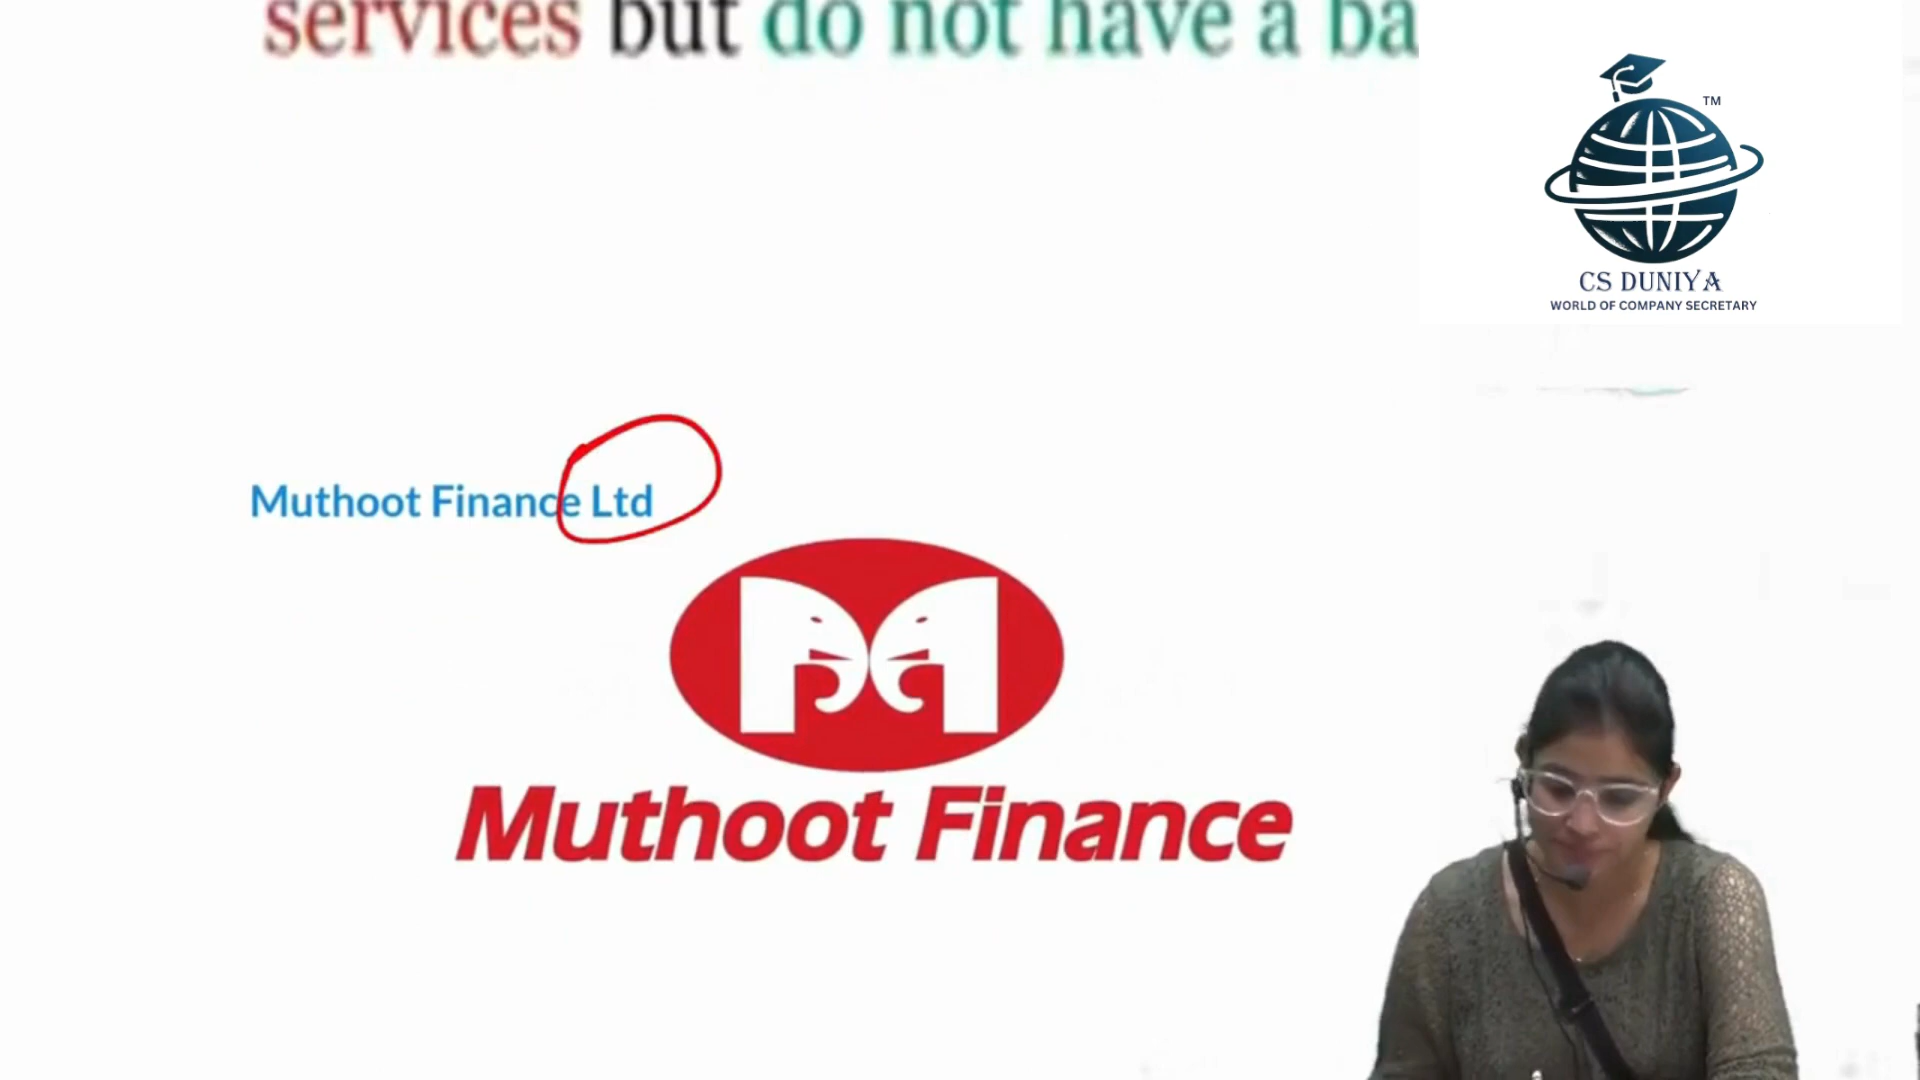 services but do not have a ba
TM
CS DUNIYA
WORLD OF COMPANY SECRETARY
Muthoot Finance Ltd
Muthoot Finance